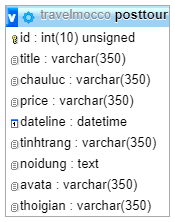 travelmocco posttour
id : int(10) unsigned
title : varchar(350)
chauluc : varchar(350)
price : varchar(350)
dateline : datetime
tinhtrang : varchar(350)
noidung : text
avata : varchar(350)
thoigian : varchar(350)